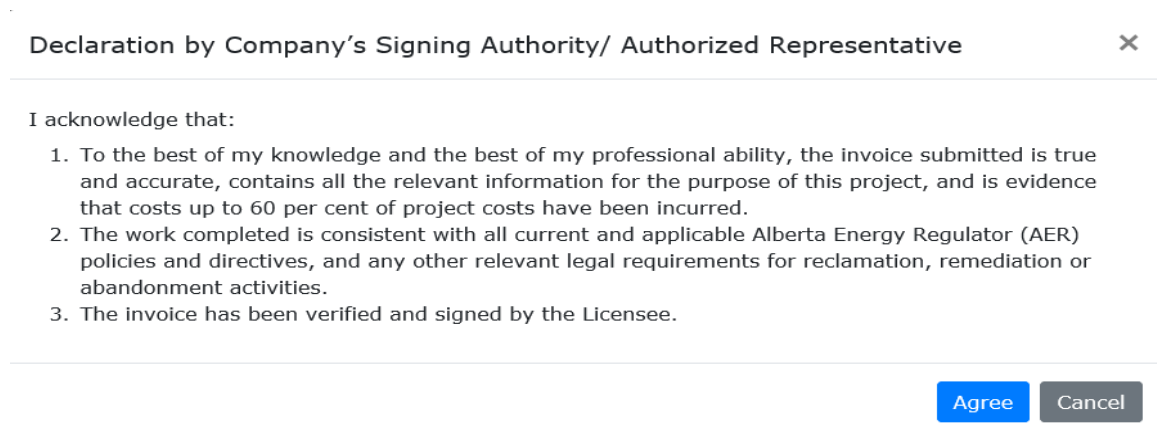 Declaration by Company’s Signing Authority/ Authorized Representative ×
I acknowledge that:
1. To the best of my knowledge and the best of my professional ability, the invoice submitted is true
and accurate, contains all the relevant information for the purpose of this project, and is evidence
that costs up to 60 per cent of project costs have been incurred.
2. The work completed is consistent with all current and applicable Alberta Energy Regulator (AER)
policies and directives, and any other relevant legal requirements for reclamation, remediation or
abandonment activities.
3. The invoice has been verified and signed by the Licensee.
Agree Cancel